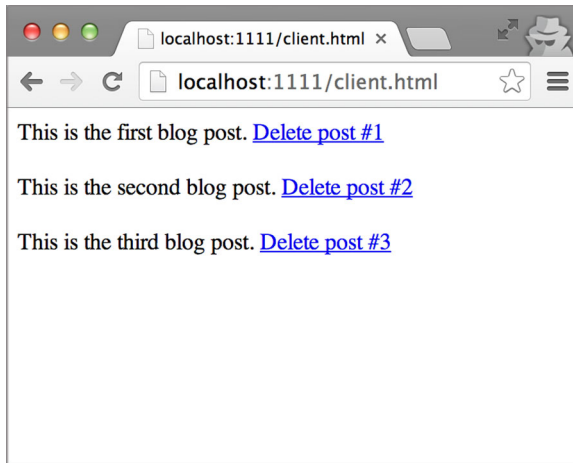 localhost:1111/client.html ×
localhost:1111/client.html
This is the first blog post. Delete post #1
This is the second blog post. Delete post #2
This is the third blog post. Delete post #3